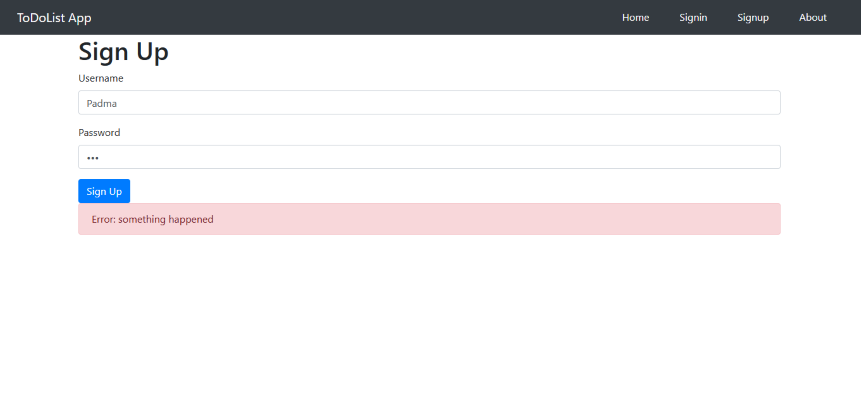 ToDoList App Home Signin Signup About
Sign Up
Username
Padma
Password
•••
Sign Up
Error: something happened